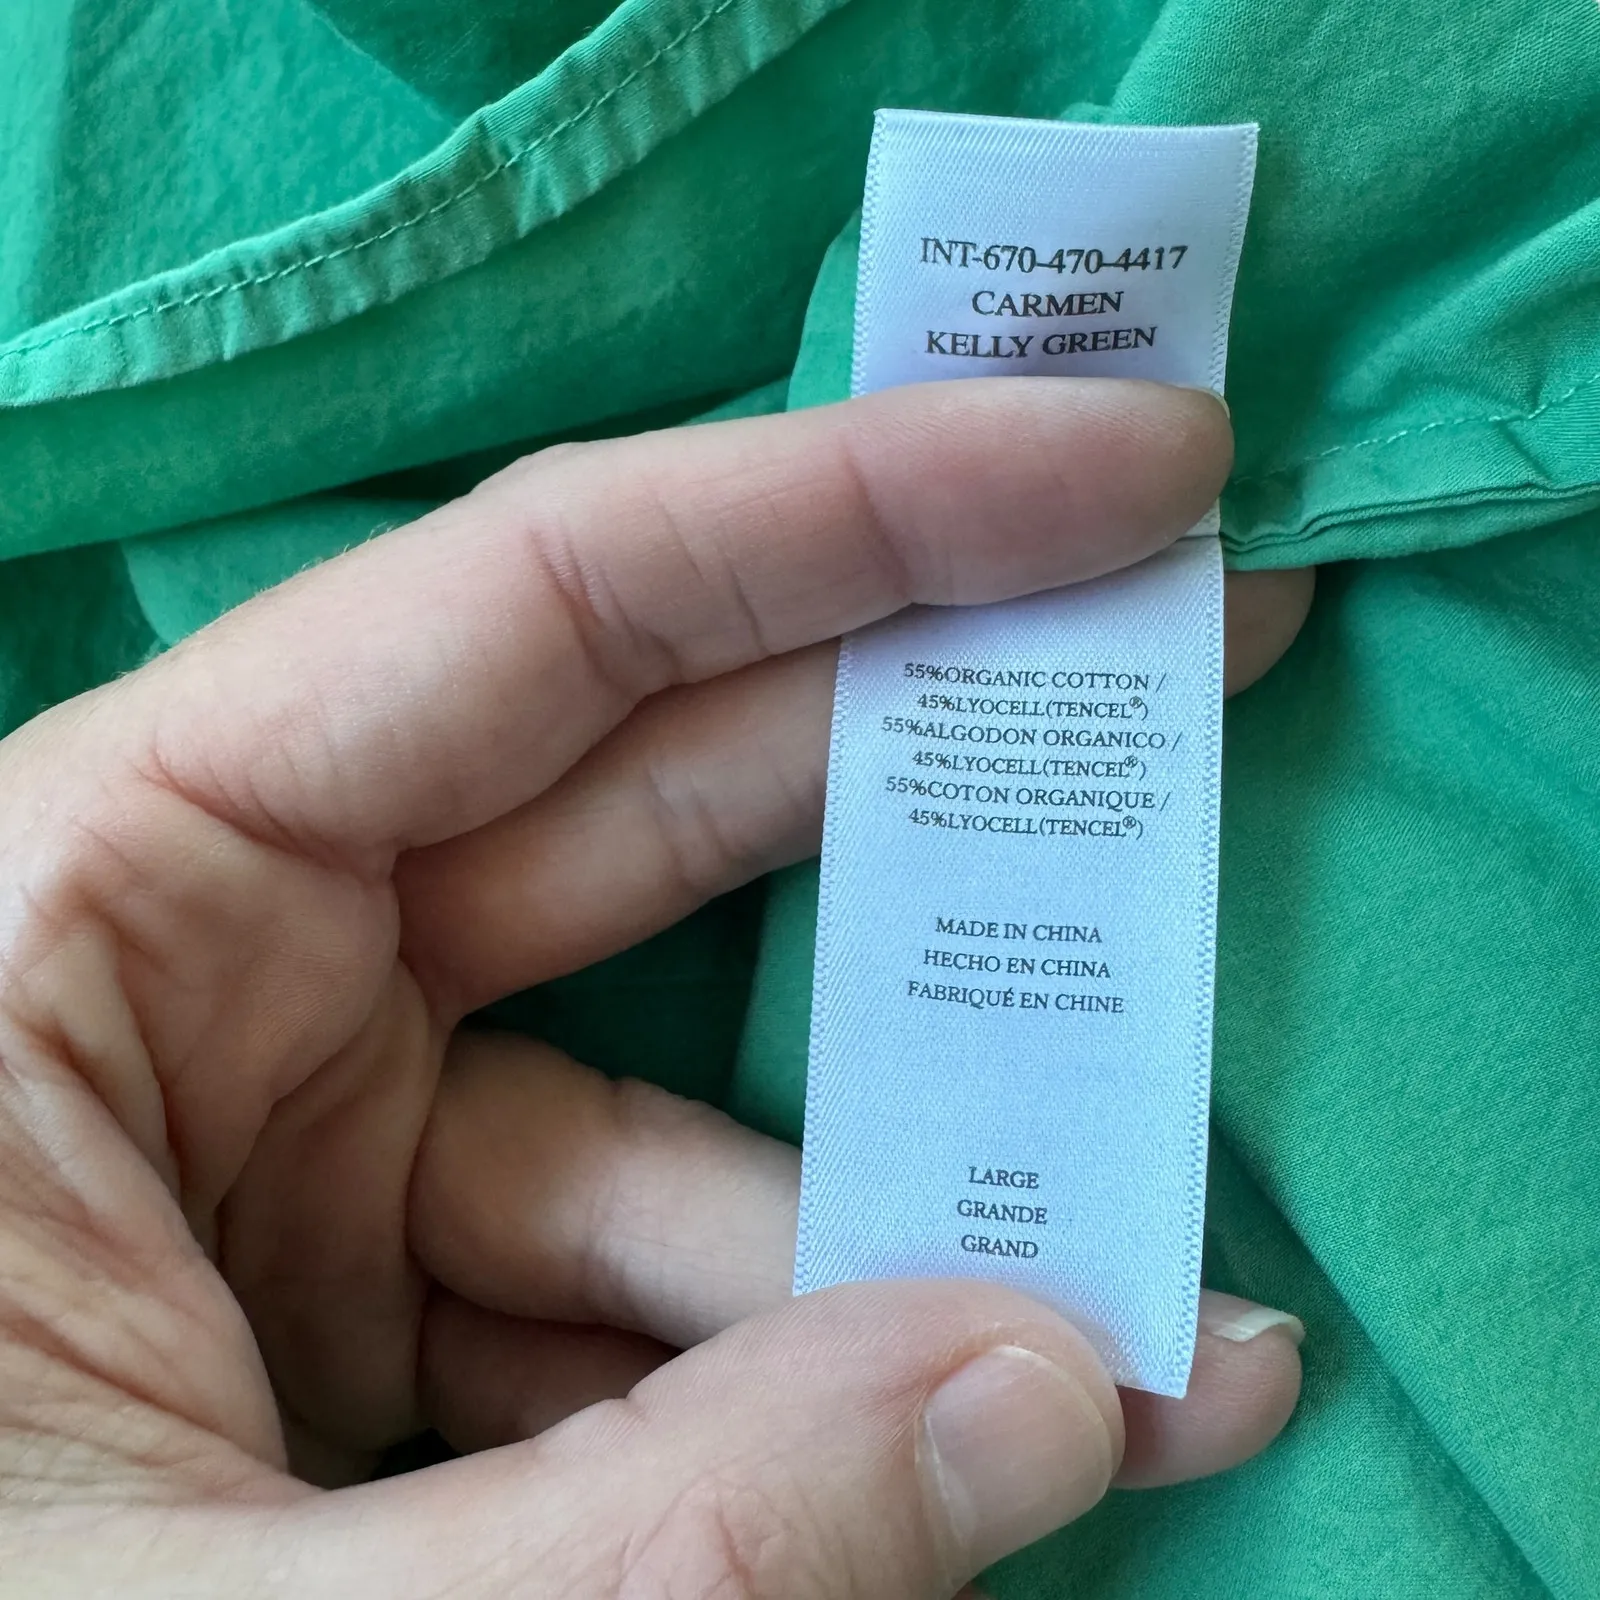 INT-670-470-4417
CARMEN
KELLY GREEN
55%ORGANIC COTTON /
45%LYOCELL(TENCEL®)
55%ALGODON ORGANICO /
45%LYOCELL(TENCEL®)
55%COTON ORGANIQUE /
45%LYOCELL(TENCEL®)
MADE IN CHINA
HECHO EN CHINA
FABRIQUÉ EN CHINE
LARGE
GRANDE
GRAND